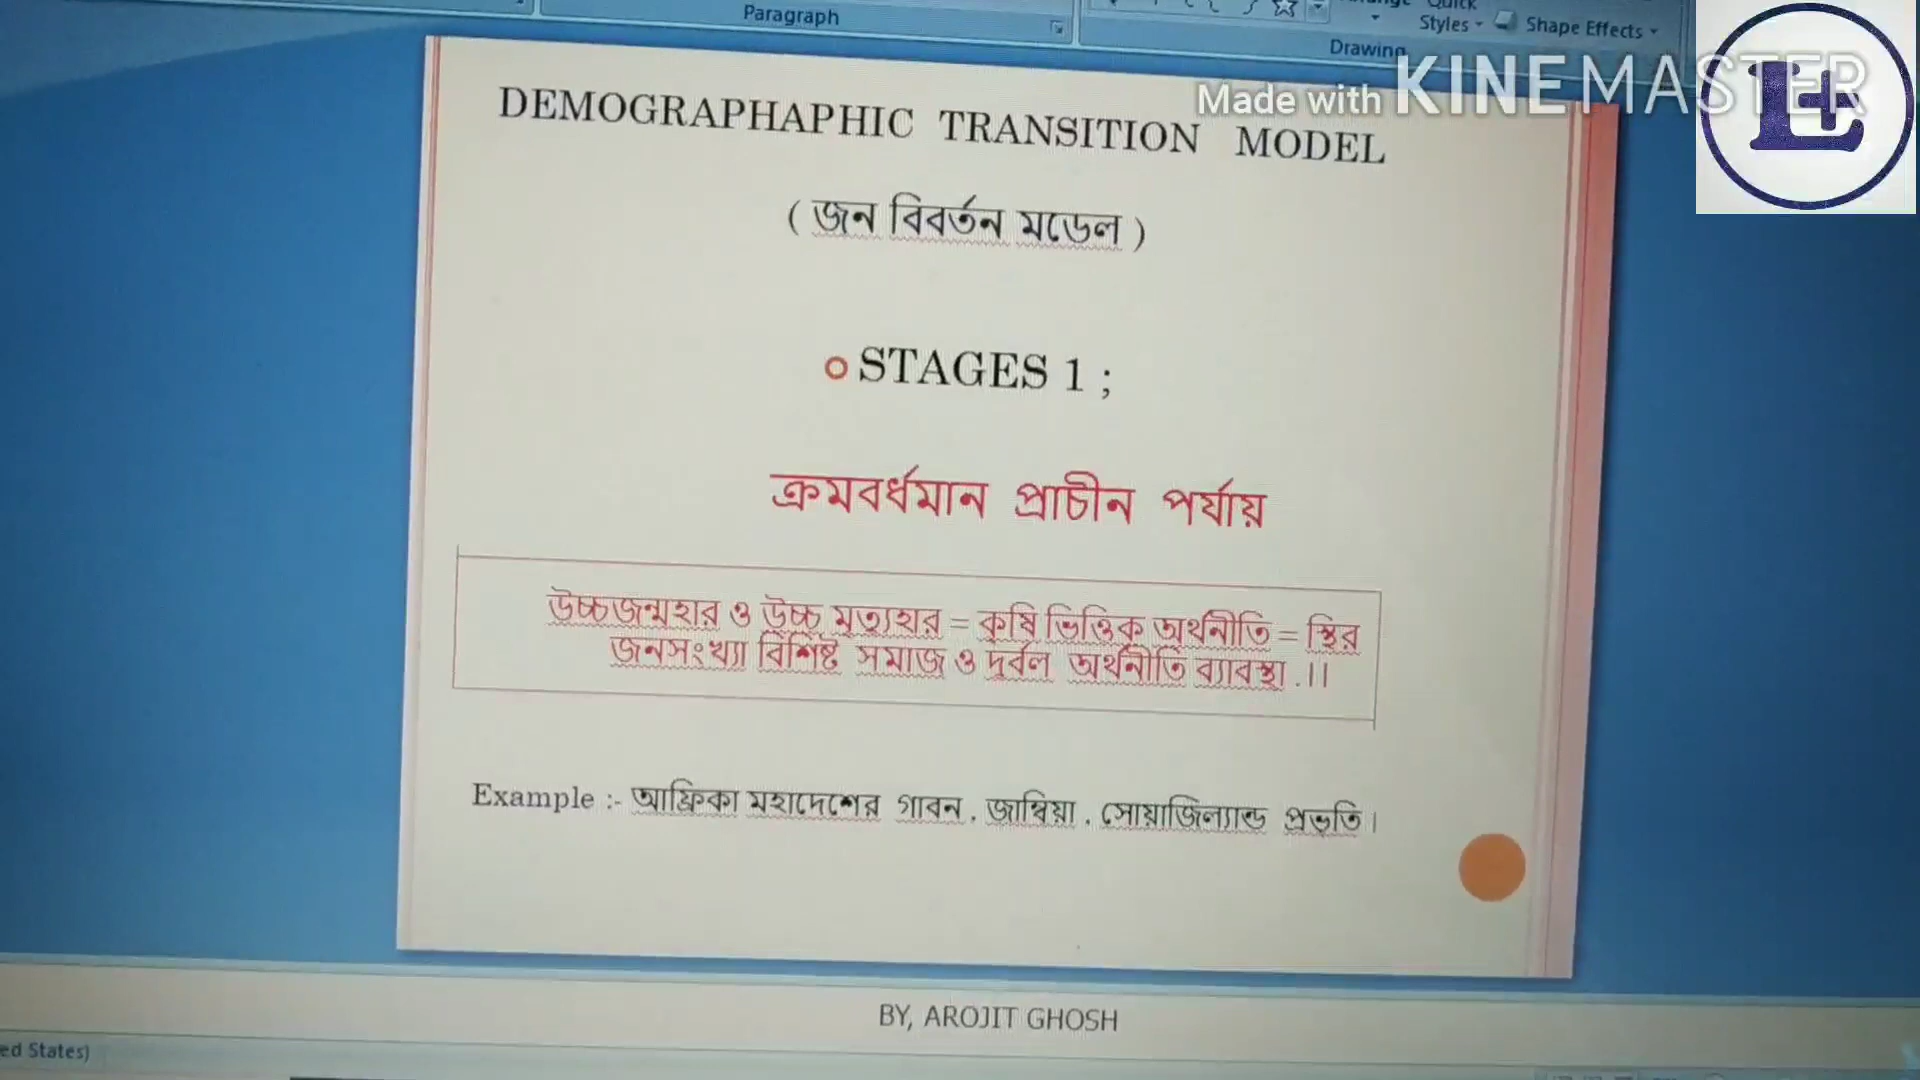 Paragraph
Quick
Styles
Shape Effects
Drawing
Made with KINEMASTER
L+
DEMOGRAPHAPHIC TRANSITION MODEL
( জন বিবর্তন মডেল )
STAGES 1 ;
ক্রমবর্ধমান প্রাচীন পর্যায়
উচ্চজন্মহার ও উচ্চ মৃত্যহার = কৃষি ভিত্তিক অর্থনীতি = স্থির
জনসংখ্যা বিশিষ্ট সমাজ ও দুর্বল অর্থনীতি ব্যাবস্থা .।।
Example :- আফ্রিকা মহাদেশের গাবন . জাম্বিয়া . সোয়াজিল্যান্ড প্রভৃতি।
BY, AROJIT GHOSH
ed States)